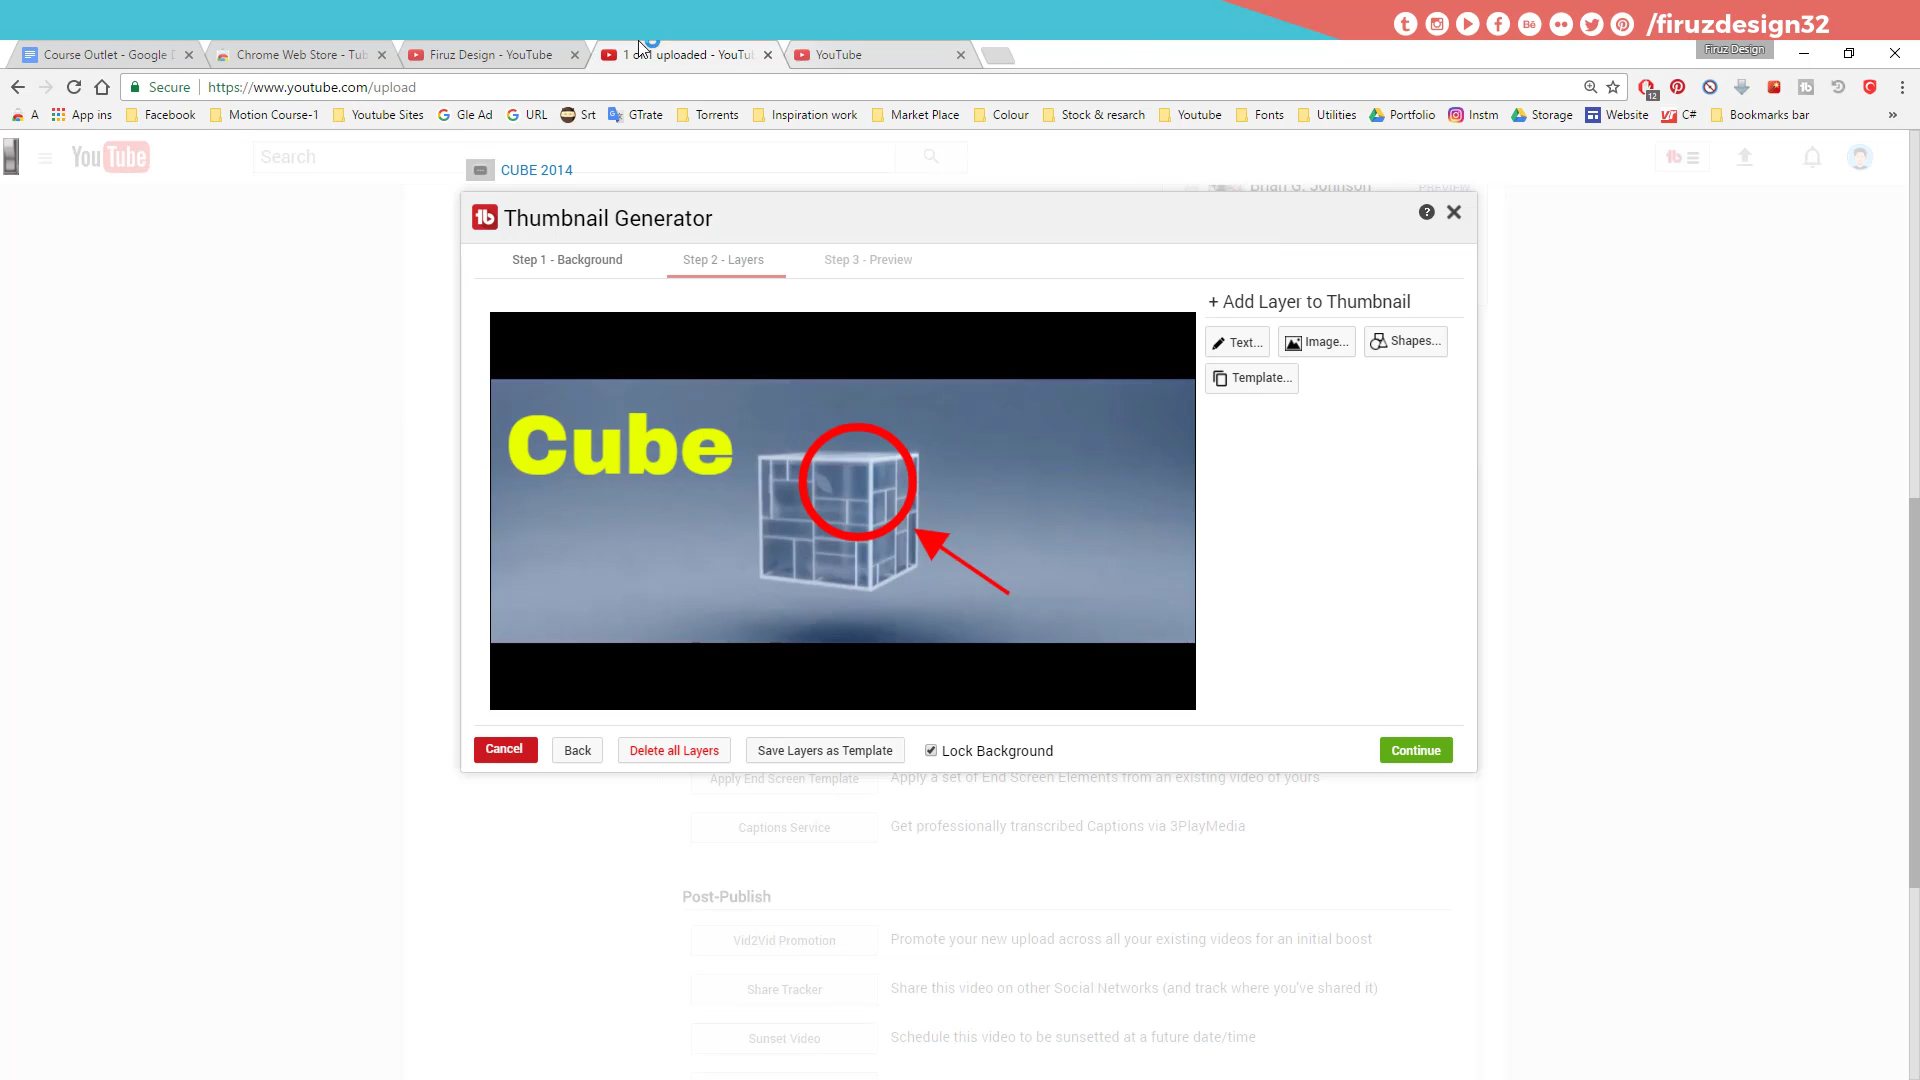 /firuzdesign32
Firuz Design
Course Outlet - Google D
Chrome Web Store - Tub
Firuz Design - YouTube
uploaded - YouTu
YouTube
Secure
https://www.youtube.com/upload
12
A
App ins
Facebook
Motion Course-1
Youtube Sites
Gle Ad
URL
Srt
GTrate
Torrents
Inspiration work
Market Place
Colour
Stock & resarch
Youtube
Fonts
Utilities
Portfolio
Instm
Storage
Website
C#
Bookmarks bar
YouTube
Search
CUBE 2014
Brian G. Johnson
PREVIEW
Thumbnail Generator
Step 1 - Background
Step 2 - Layers
Step 3 - Preview
+ Add Layer to Thumbnail
Text...
Image...
Shapes...
Template...
Cube
Cancel
Back
Delete all Layers
Save Layers as Template
Lock Background
Continue
Apply End Screen Template
Apply a set of End Screen Elements from an existing video of yours
Captions Service
Get professionally transcribed Captions via 3PlayMedia
Post-Publish
Vid2Vid Promotion
Promote your new upload across all your existing videos for an initial boost
Share Tracker
Share this video on other Social Networks (and track where you've shared it)
Sunset Video
Schedule this video to be sunsetted at a future date/time